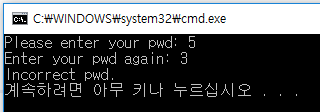 C:₩WINDOWS₩system32₩cmd.exe
Please enter your pwd: 5
Enter your pwd again: 3
Incorrect pwd.
계속하려면 아무 키나 누르십시오 . . .